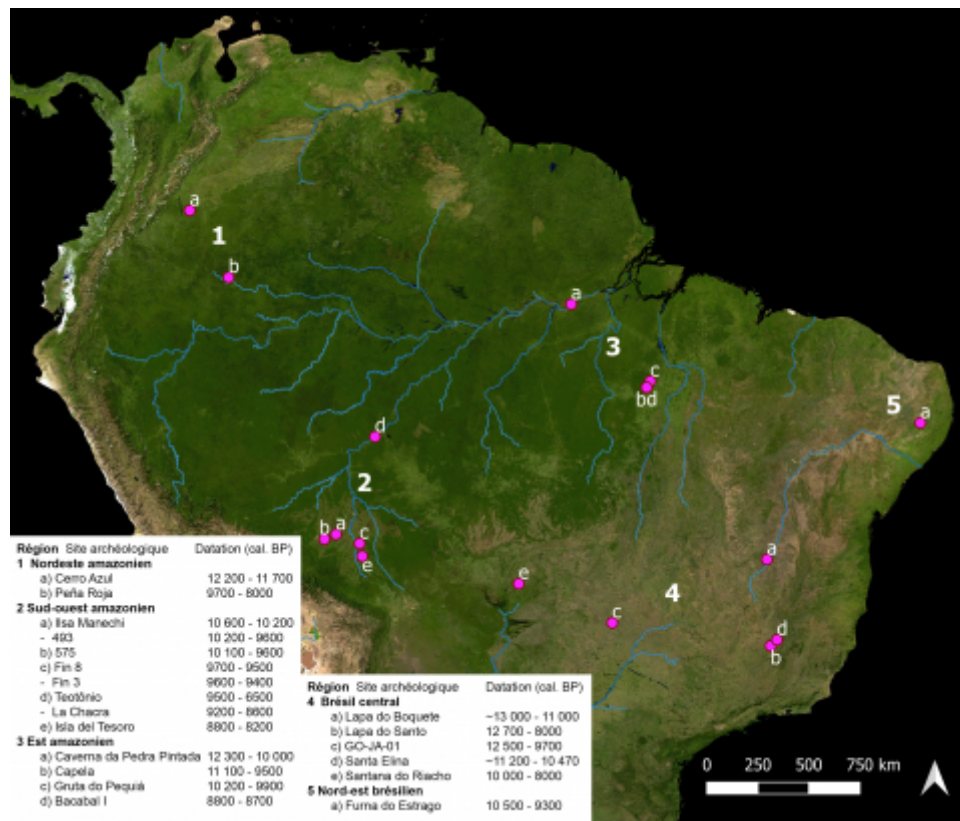 a
1
b
a
3
c
bd
5
a
d
2
b a
c
e
e
a
4
c
d
b
Région Site archéologique Datation (cal. BP)
1 Nordeste amazonien
a) Cerro Azul 12 200 - 11 700
b) Peña Roja 9700 - 8000
2 Sud-ouest amazonien
a) Ilsa Manechi 10 600 - 10 200
- 493 10 200 - 9600
b) 575 10 100 - 9600
c) Fin 8 9700 - 9500
- Fin 3 9600 - 9400
d) Teotônio 9500 - 6500
- La Chacra 9200 - 8600
e) Isla del Tesoro 8800 - 8200
3 Est amazonien
a) Caverna da Pedra Pintada 12 300 - 10 000
b) Capela 11 100 - 9500
c) Gruta do Pequiá 10 200 - 9900
d) Bacabal I 8800 - 8700
Région Site archéologique Datation (cal. BP)
4 Brésil central
a) Lapa do Boquete ~13 000 - 11 000
b) Lapa do Santo 12 700 - 8000
c) GO-JA-01 12 500 - 9700
d) Santa Elina ~11 200 - 10 470
e) Santana do Riacho 10 000 - 8000
5 Nord-est brésilien
a) Furna do Estrago 10 500 - 9300
0 250 500 750 km